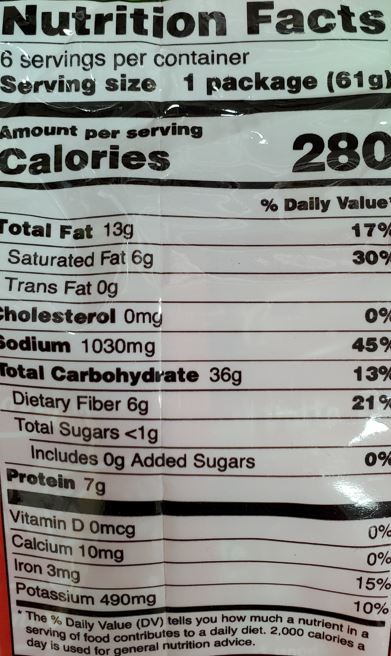 Nutrition Facts
6 servings per container
Serving size 1 package (61g)
Amount per serving
Calories 280
% Daily Value*
Total Fat 13g 17%
Saturated Fat 6g 30%
Trans Fat 0g
Cholesterol 0mg 0%
Sodium 1030mg 45%
Total Carbohydrate 36g 13%
Dietary Fiber 6g 21%
Total Sugars <1g
Includes 0g Added Sugars 0%
Protein 7g
Vitamin D 0mcg 0%
Calcium 10mg 0%
Iron 3mg 15%
Potassium 490mg 10%
* The % Daily Value (DV) tells you how much a nutrient in a
serving of food contributes to a daily diet. 2,000 calories a
day is used for general nutrition advice.